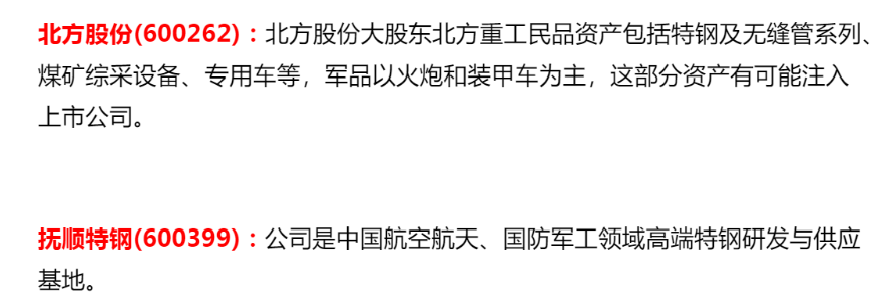 北方股份(600262)：北方股份大股东北方重工民品资产包括特钢及无缝管系列、
煤矿综采设备、专用车等，军品以火炮和装甲车为主，这部分资产有可能注入
上市公司。
抚顺特钢(600399)：公司是中国航空航天、国防军工领域高端特钢研发与供应
基地。